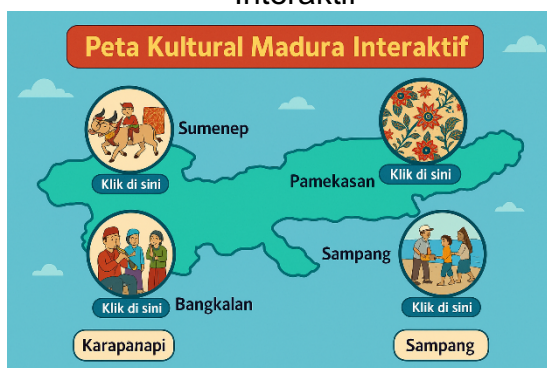 Interaktif
Peta Kultural Madura Interaktif
Sumenep
Klik di sini
Pamekasan
Klik di sini
Sampang
Klik di sini
Bangkalan
Klik di sini
Karapanapi
Sampang